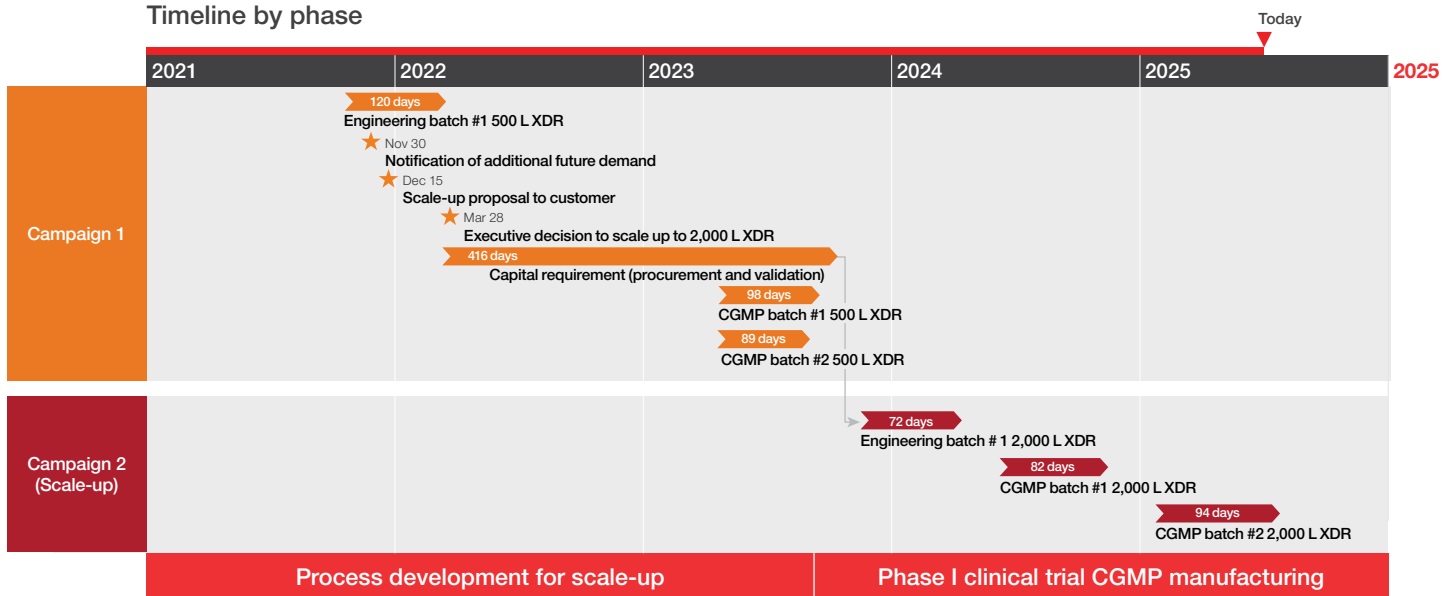 Timeline by phase
Today
2021
2022
2023
2024
2025
2025
Campaign 1
120 days
Engineering batch #1 500 L XDR
Nov 30
Notification of additional future demand
Dec 15
Scale-up proposal to customer
Mar 28
Executive decision to scale up to 2,000 L XDR
416 days
Capital requirement (procurement and validation)
98 days
CGMP batch #1 500 L XDR
89 days
CGMP batch #2 500 L XDR
Campaign 2
(Scale-up)
72 days
Engineering batch # 1 2,000 L XDR
82 days
CGMP batch #1 2,000 L XDR
94 days
CGMP batch #2 2,000 L XDR
Process development for scale-up
Phase I clinical trial CGMP manufacturing